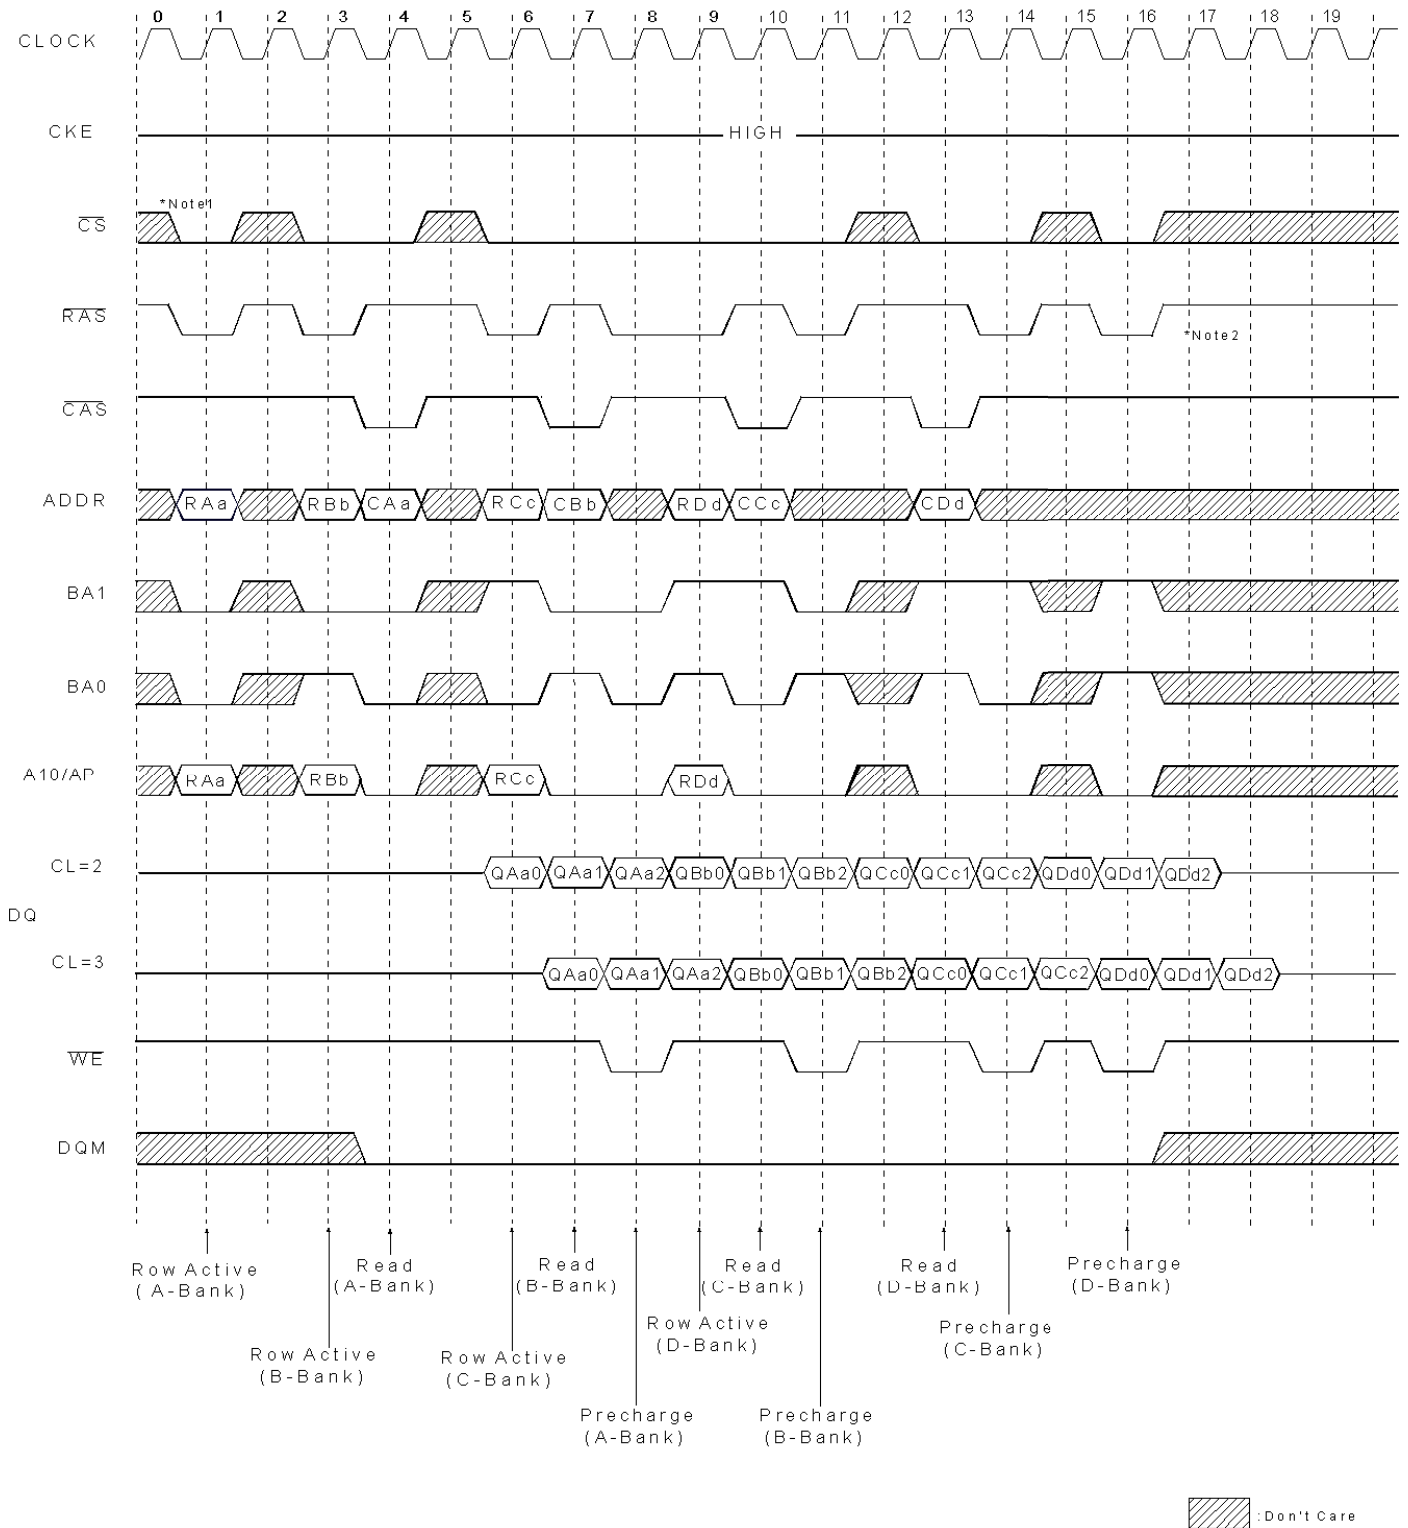 0 1 2 3 4 5 6 7 8 9 10 11 12 13 14 15 16 17 18 19
CLOCK
CKE
HIGH
*Note1
CS
RAS
*Note2
CAS
ADDR RAa RBb CAa RCc CBb RDd CCc CDd
BA1
BA0
A10/AP RAa RBb RCc RDd
CL=2 QAa0 QAa1 QAa2 QBb0 QBb1 QBb2 QCc0 QCc1 QCc2 QDd0 QDd1 QDd2
DQ
CL=3 QAa0 QAa1 QAa2 QBb0 QBb1 QBb2 QCc0 QCc1 QCc2 QDd0 QDd1 QDd2
WE
DQM
Row Active
(A-Bank)
Read
(A-Bank)
Read
(B-Bank)
Read
(C-Bank)
Read
(D-Bank)
Precharge
(D-Bank)
Row Active
(B-Bank)
Row Active
(C-Bank)
Row Active
(D-Bank)
Precharge
(C-Bank)
Precharge
(A-Bank)
Precharge
(B-Bank)
:Don't Care